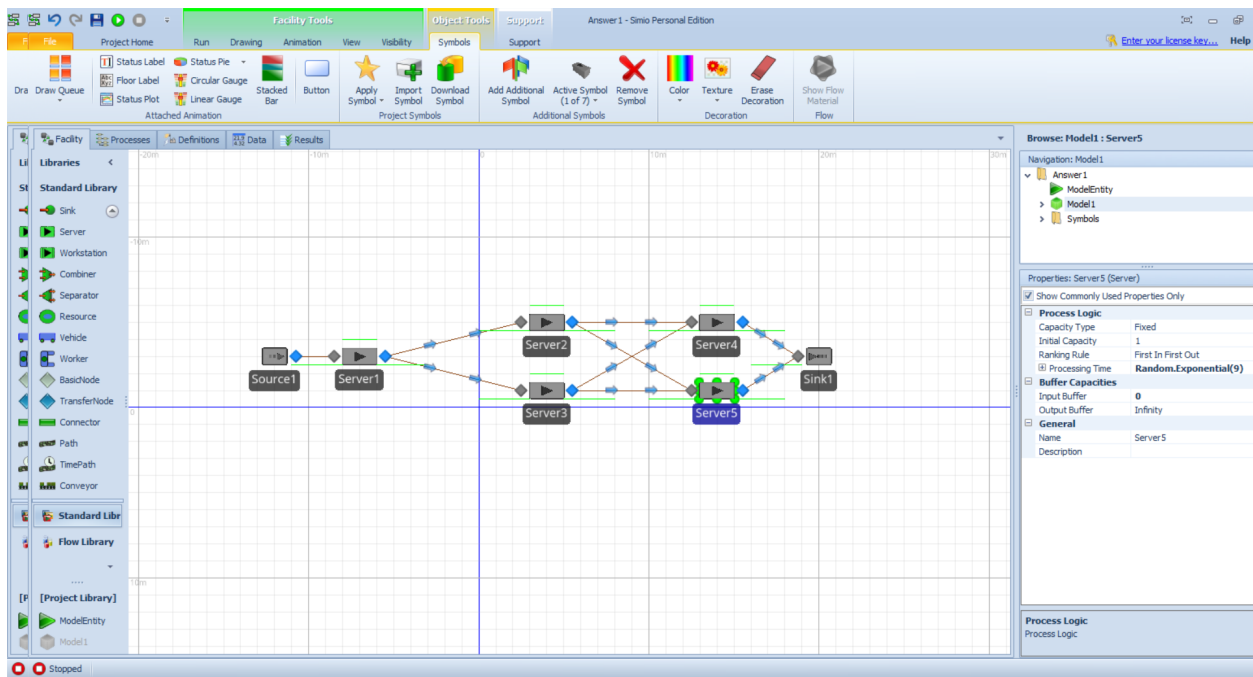 Facility Tools
Object Tools
Support
Answer1 - Simio Personal Edition
F
File
Project Home
Run
Drawing
Animation
View
Visibility
Symbols
Support
Enter your license key...
Help
Dra
Draw Queue
Status Label
Floor Label
Status Plot
Status Pie
Circular Gauge
Linear Gauge
Stacked Bar
Button
Apply Symbol
Import Symbol
Download Symbol
Add Additional Symbol
Active Symbol (1 of 7)
Remove Symbol
Color
Texture
Erase Decoration
Show Flow Material
Attached Animation
Project Symbols
Additional Symbols
Decoration
Flow
Facility
Processes
Definitions
Data
Results
Li
Libraries
St
Standard Library
Sink
Server
Workstation
Combiner
Separator
Resource
Vehicle
Worker
BasicNode
TransferNode
Connector
Path
TimePath
Conveyor
Standard Libr
Flow Library
[P
[Project Library]
ModelEntity
Model1
-20m
-10m
0
10m
20m
30m
-10m
0
10m
Source1
Server1
Server2
Server3
Server4
Server5
Sink1
Browse: Model1 : Server5
Navigation: Model1
Answer1
ModelEntity
Model1
Symbols
Properties: Server5 (Server)
Show Commonly Used Properties Only
Process Logic
Capacity Type Fixed
Initial Capacity 1
Ranking Rule First In First Out
Processing Time Random.Exponential(9)
Buffer Capacities
Input Buffer 0
Output Buffer Infinity
General
Name Server5
Description
Process Logic
Process Logic
Stopped